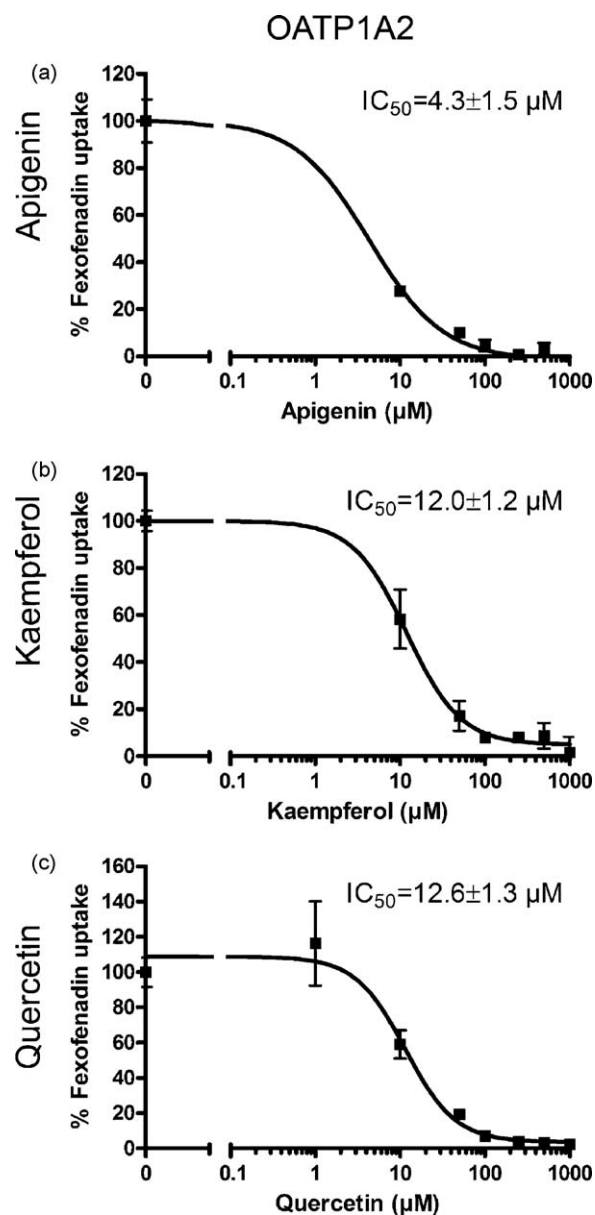 OATP1A2
(a)
Apigenin
% Fexofenadin uptake
IC50=4.3±1.5 µM
120
100
80
60
40
20
0
0 0.1 1 10 100 1000
Apigenin (µM)
(b)
Kaempferol
% Fexofenadin uptake
IC50=12.0±1.2 µM
120
100
80
60
40
20
0
0 0.1 1 10 100 1000
Kaempferol (µM)
(c)
Quercetin
% Fexofenadin uptake
IC50=12.6±1.3 µM
160
140
120
100
80
60
40
20
0
0 0.1 1 10 100 1000
Quercetin (µM)